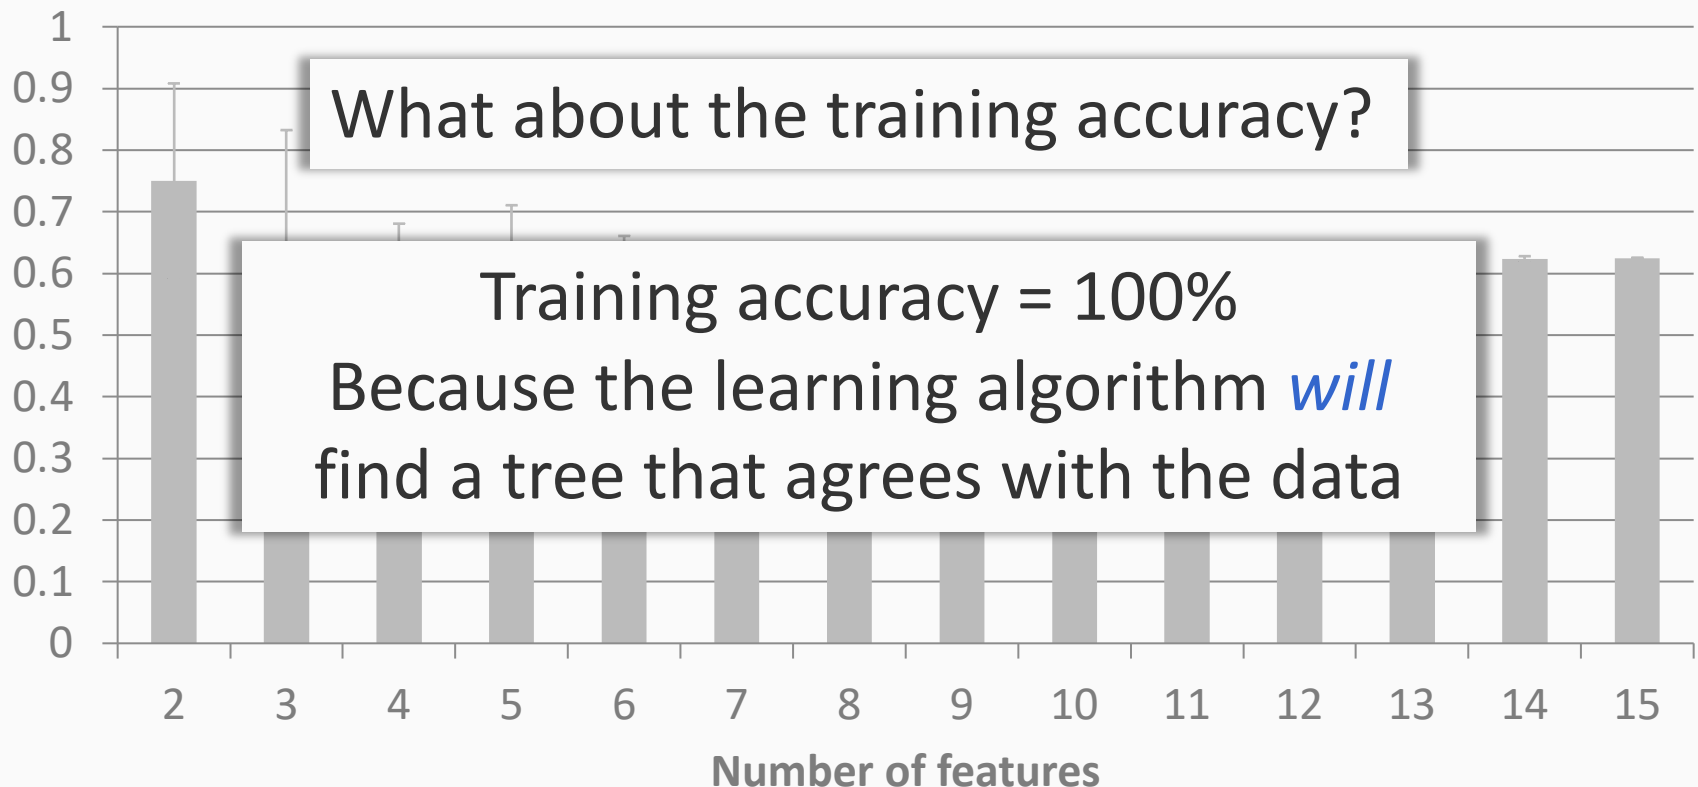 1
0.9
0.8
0.7
0.6
0.5
0.4
0.3
0.2
0.1
0
What about the training accuracy?
Training accuracy = 100%
Because the learning algorithm will
find a tree that agrees with the data
2 3 4 5 6 7 8 9 10 11 12 13 14 15
Number of features